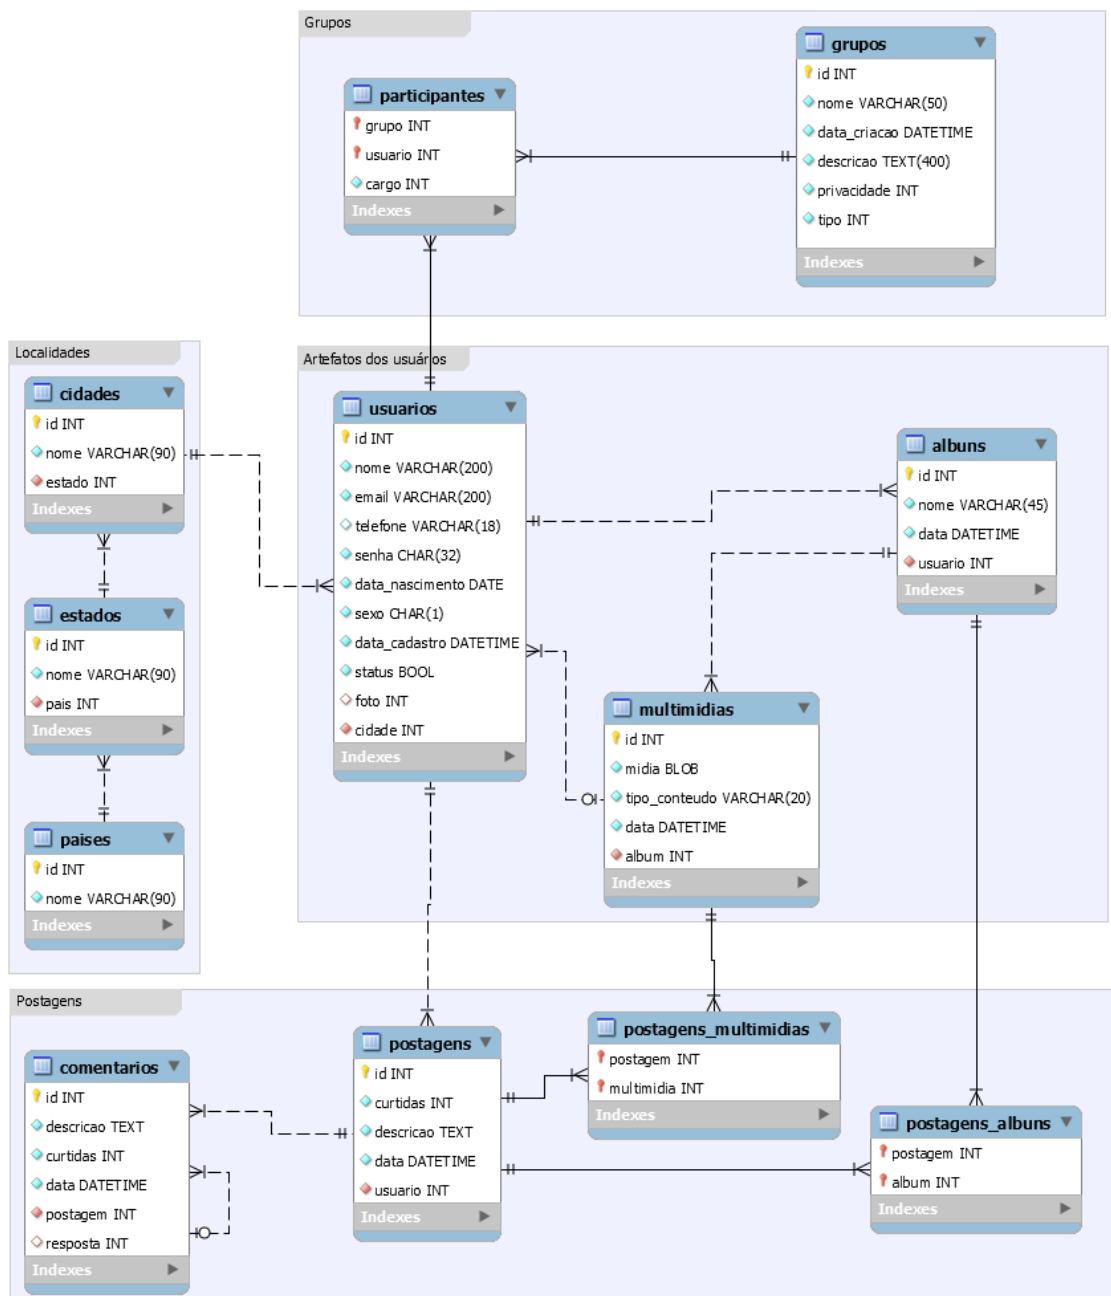 Grupos
participantes
grupo INT
usuario INT
cargo INT
Indexes
grupos
id INT
nome VARCHAR(50)
data_criacao DATETIME
descricao TEXT(400)
privacidade INT
tipo INT
Indexes
Localidades
cidades
id INT
nome VARCHAR(90)
estado INT
Indexes
estados
id INT
nome VARCHAR(90)
pais INT
Indexes
paises
id INT
nome VARCHAR(90)
Indexes
Artefatos dos usuários
usuarios
id INT
nome VARCHAR(200)
email VARCHAR(200)
telefone VARCHAR(18)
senha CHAR(32)
data_nascimento DATE
sexo CHAR(1)
data_cadastro DATETIME
status BOOL
foto INT
cidade INT
Indexes
albuns
id INT
nome VARCHAR(45)
data DATETIME
usuario INT
Indexes
multimidias
id INT
midia BLOB
tipo_conteudo VARCHAR(20)
data DATETIME
album INT
Indexes
Postagens
comentarios
id INT
descricao TEXT
curtidas INT
data DATETIME
postagem INT
resposta INT
Indexes
postagens
id INT
curtidas INT
descricao TEXT
data DATETIME
usuario INT
Indexes
postagens_multimidias
postagem INT
multimidia INT
Indexes
postagens_albuns
postagem INT
album INT
Indexes